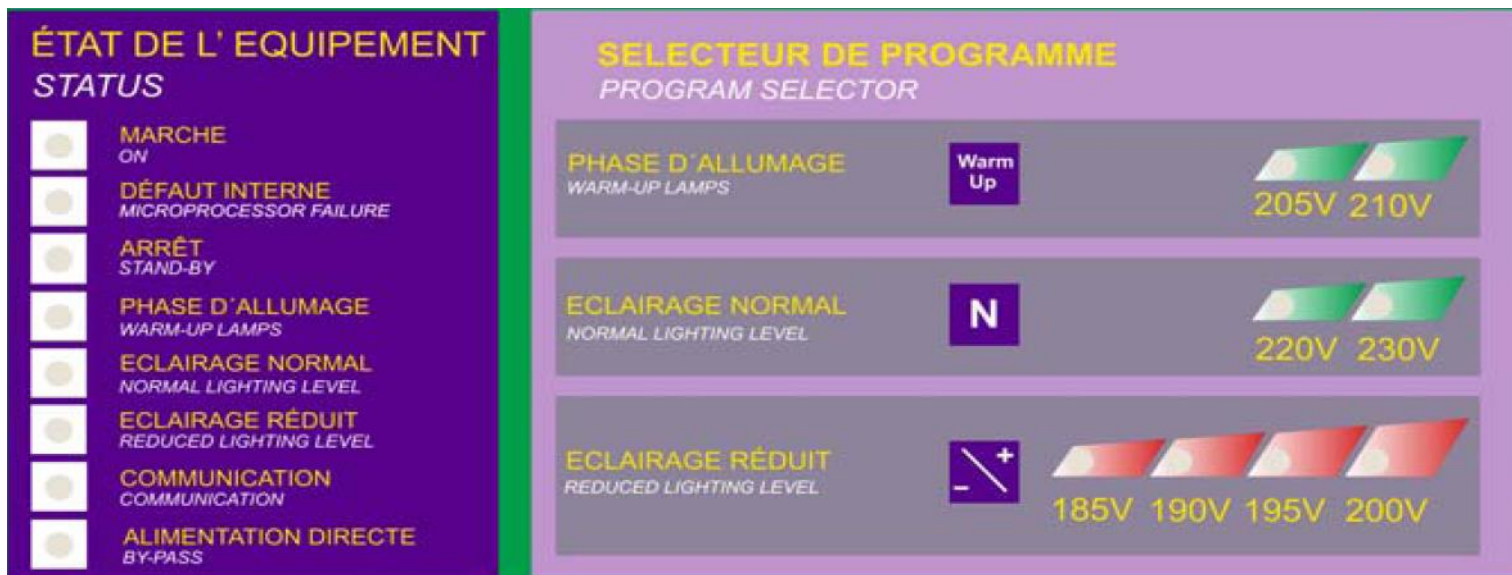 ÉTAT DE L' EQUIPEMENT
STATUS
MARCHE
ON
DÉFAUT INTERNE
MICROPROCESSOR FAILURE
ARRÊT
STAND-BY
PHASE D´ALLUMAGE
WARM-UP LAMPS
ECLAIRAGE NORMAL
NORMAL LIGHTING LEVEL
ECLAIRAGE RÉDUIT
REDUCED LIGHTING LEVEL
COMMUNICATION
COMMUNICATION
ALIMENTATION DIRECTE
BY-PASS
SELECTEUR DE PROGRAMME
PROGRAM SELECTOR
PHASE D´ALLUMAGE
WARM-UP LAMPS
Warm
Up
205V 210V
ECLAIRAGE NORMAL
NORMAL LIGHTING LEVEL
N
220V 230V
ECLAIRAGE RÉDUIT
REDUCED LIGHTING LEVEL
- +
185V 190V 195V 200V